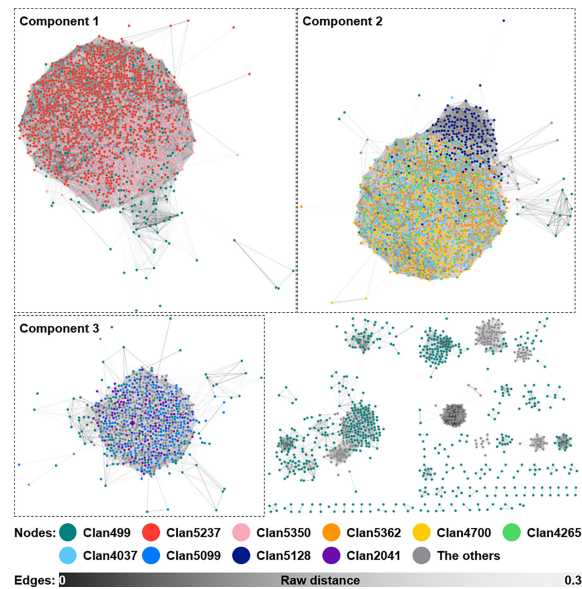 Component 1
Component 2
Component 3
Nodes: Clan499 Clan5237 Clan5350 Clan5362 Clan4700 Clan4265
Clan4037 Clan5099 Clan5128 Clan2041 The others
Edges: 0 Raw distance 0.3